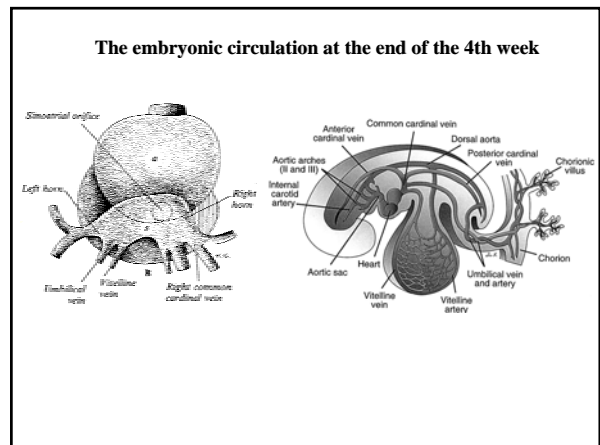 The embryonic circulation at the end of the 4th week
Sinoatrial orifice
a
Left horn
Right
horn
s
Umbilical
vein
Vitelline
vein
Right common
cardinal vein
Common cardinal vein
Anterior
cardinal vein
Dorsal aorta
Posterior cardinal
vein
Aortic arches
(II and III)
Chorionic
villus
Internal
carotid
artery
Aortic sac
Heart
Chorion
Umbilical vein
and artery
Vitelline
vein
Vitelline
artery